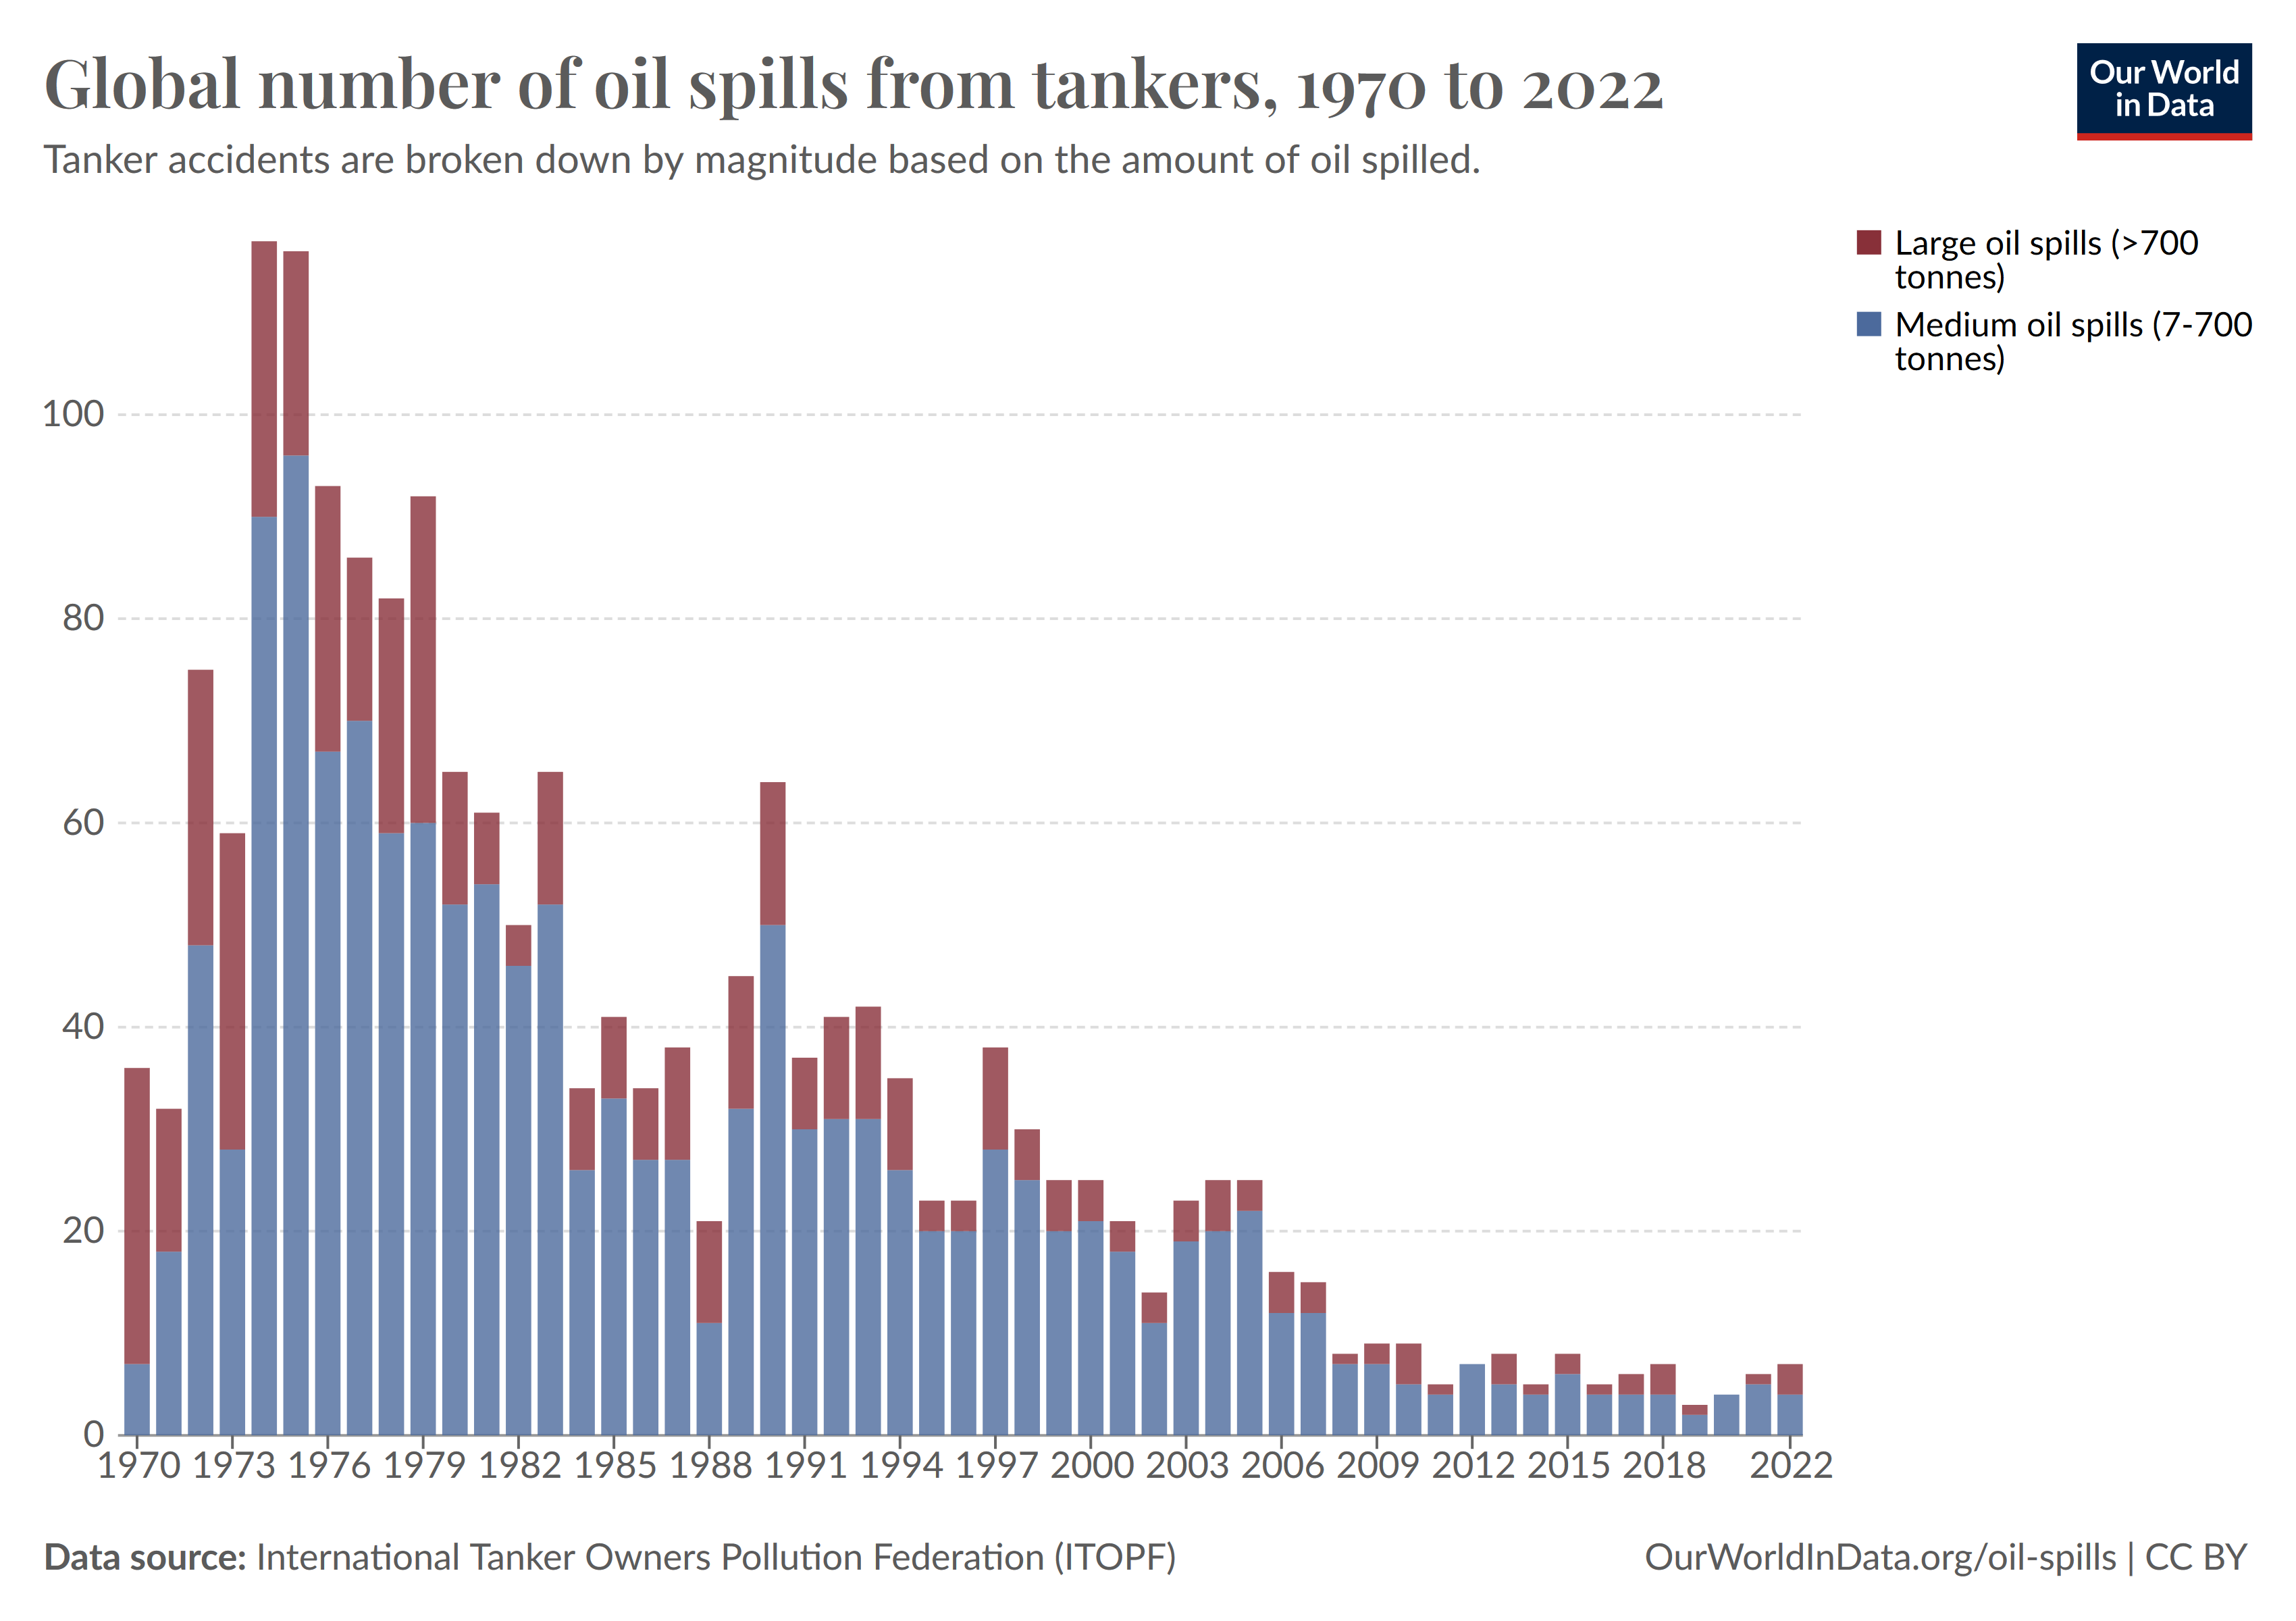 Global number of oil spills from tankers, 1970 to 2022
Our World
in Data
Tanker accidents are broken down by magnitude based on the amount of oil spilled.
Large oil spills (>700
tonnes)
Medium oil spills (7-700
tonnes)
100
80
60
40
20
0
1970 1973 1976 1979 1982 1985 1988 1991 1994 1997 2000 2003 2006 2009 2012 2015 2018 2022
Data source: International Tanker Owners Pollution Federation (ITOPF)
OurWorldInData.org/oil-spills | CC BY